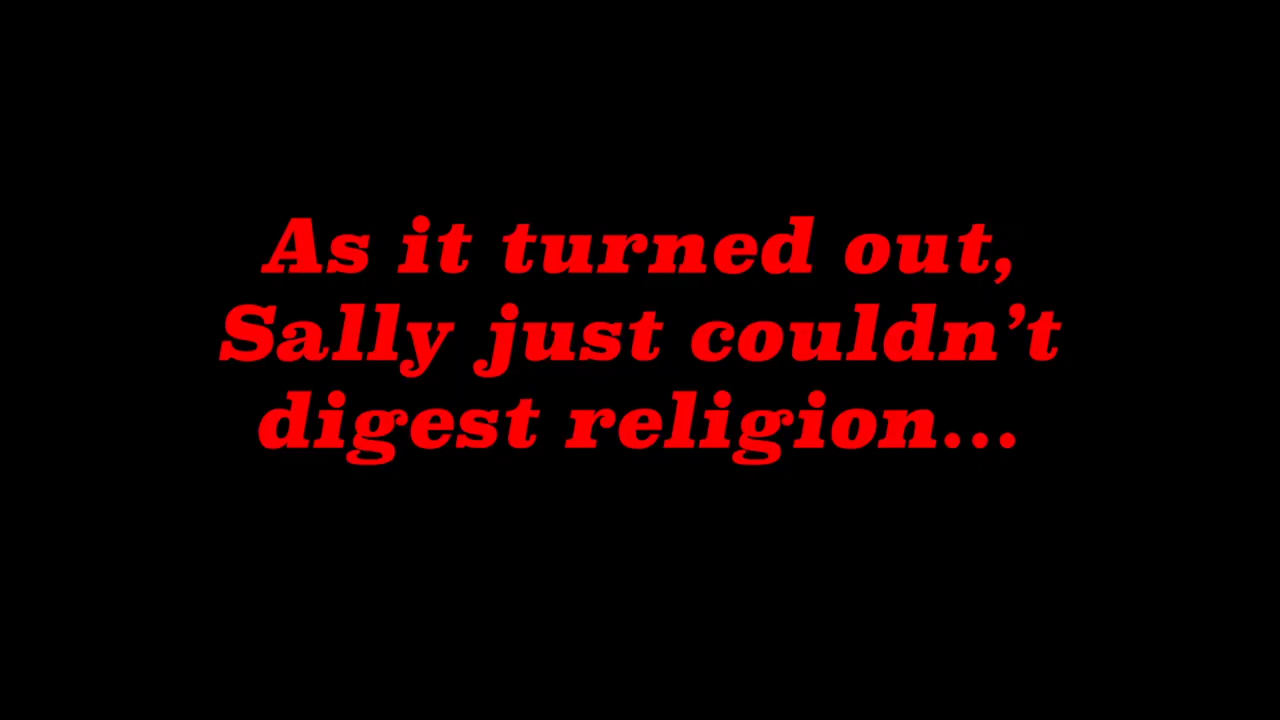 As it turned out,
Sally just couldn’t
digest religion...